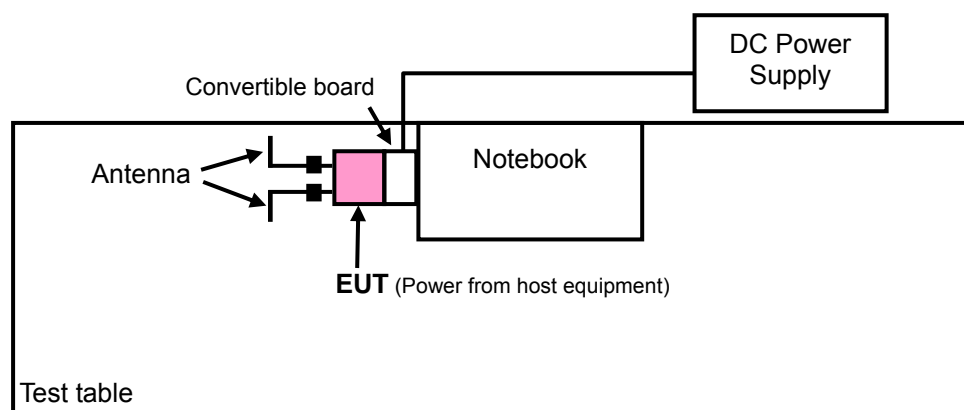 DC Power
Supply
Convertible board
Notebook
Antenna
EUT (Power from host equipment)
Test table